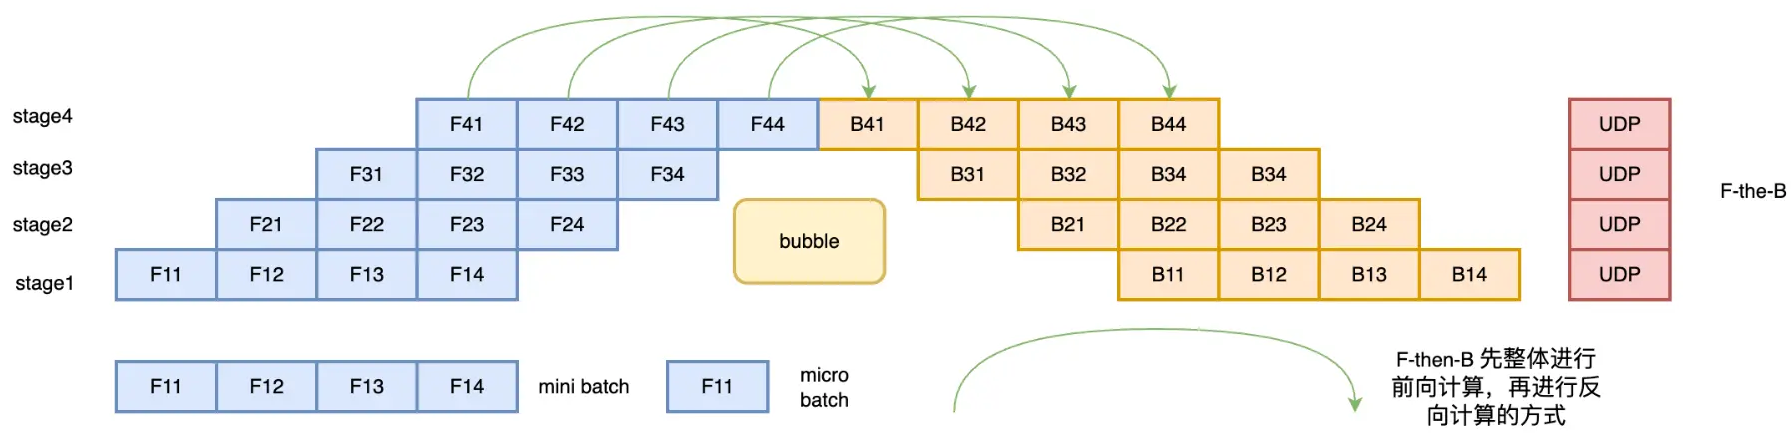 stage4
F41 F42 F43 F44 B41 B42 B43 B44 UDP
stage3
F31 F32 F33 F34 B31 B32 B34 B34 UDP
F-the-B
stage2
F21 F22 F23 F24 bubble B21 B22 B23 B24 UDP
stage1
F11 F12 F13 F14 B11 B12 B13 B14 UDP
F11 F12 F13 F14 mini batch
F11
micro
batch
F-then-B 先整体进行
前向计算，再进行反
向计算的方式